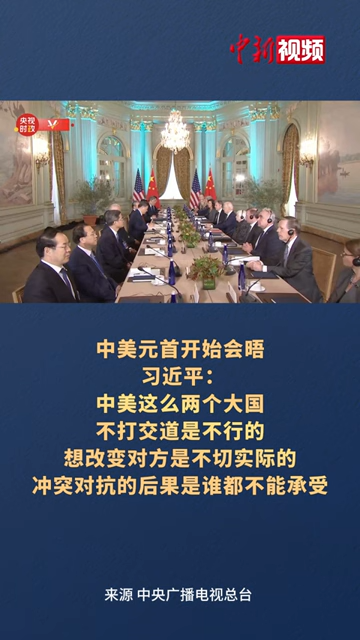 中新视频
央视
时政
中美元首开始会晤
习近平：
中美这么两个大国
不打交道是不行的
想改变对方是不切实际的
冲突对抗的后果是谁都不能承受
来源 中央广播电视总台